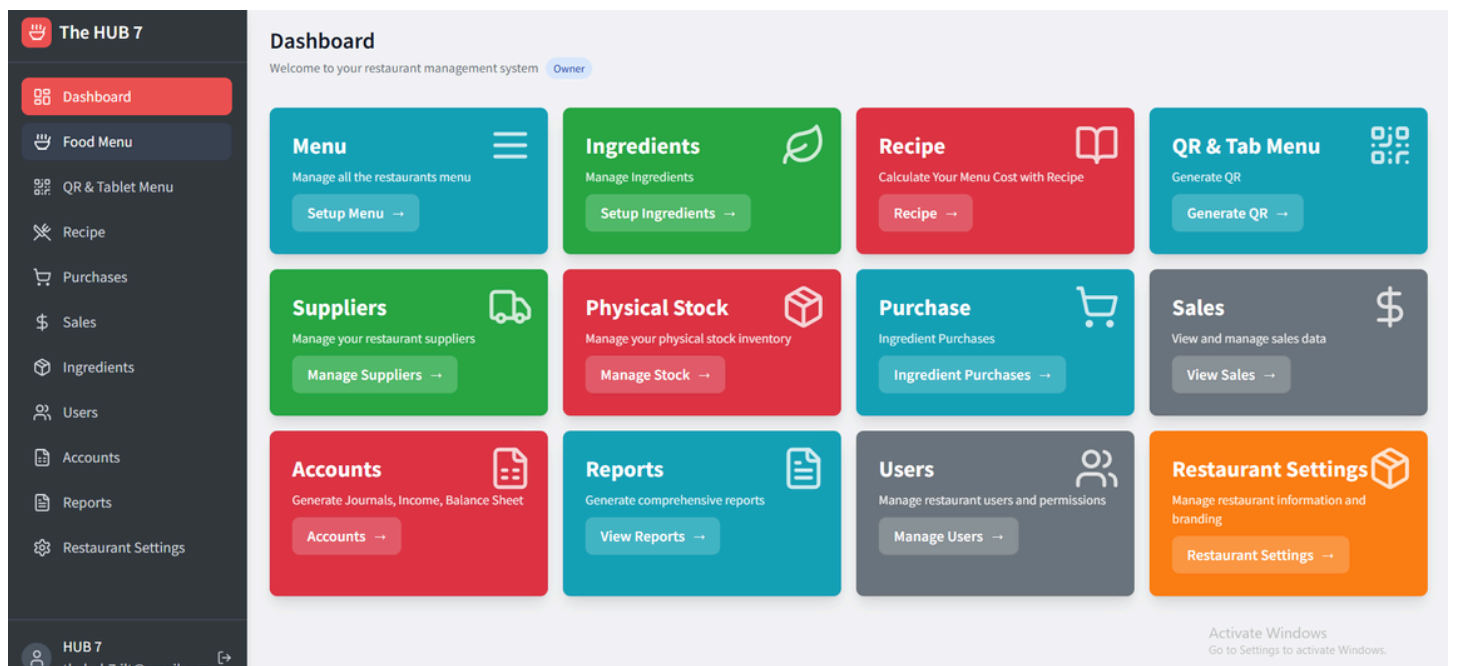 The HUB 7
Dashboard
Food Menu
QR & Tablet Menu
Recipe
Purchases
Sales
Ingredients
Users
Accounts
Reports
Restaurant Settings
HUB 7
Dashboard
Welcome to your restaurant management system Owner
Menu
Manage all the restaurants menu
Setup Menu →
Ingredients
Manage Ingredients
Setup Ingredients →
Recipe
Calculate Your Menu Cost with Recipe
Recipe →
QR & Tab Menu
Generate QR
Generate QR →
Suppliers
Manage your restaurant suppliers
Manage Suppliers →
Physical Stock
Manage your physical stock inventory
Manage Stock →
Purchase
Ingredient Purchases
Ingredient Purchases →
Sales
View and manage sales data
View Sales →
Accounts
Generate Journals, Income, Balance Sheet
Accounts →
Reports
Generate comprehensive reports
View Reports →
Users
Manage restaurant users and permissions
Manage Users →
Restaurant Settings
Manage restaurant information and
branding
Restaurant Settings →
Activate Windows
Go to Settings to activate Windows.